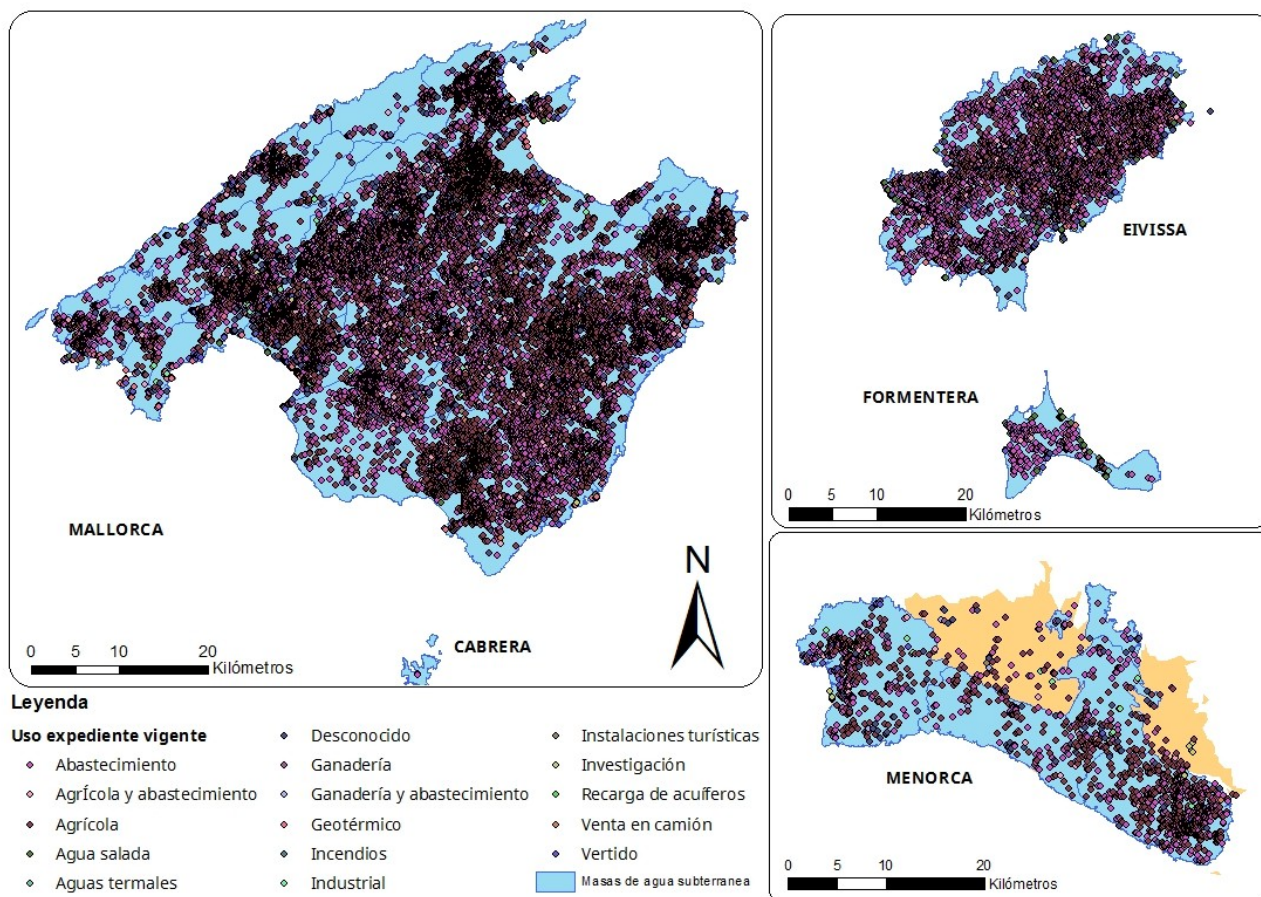 MALLORCA
CABRERA
N
0 5 10 20
Kilómetros
EIVISSA
FORMENTERA
0 5 10 20
Kilómetros
MENORCA
0 5 10 20
Kilómetros
Leyenda
Uso expediente vigente
Abastecimiento
AgrÍcola y abastecimiento
Agrícola
Agua salada
Aguas termales
Desconocido
Ganadería
Ganadería y abastecimiento
Geotérmico
Incendios
Industrial
Instalaciones turísticas
Investigación
Recarga de acuíferos
Venta en camión
Vertido
Masas de agua subterranea